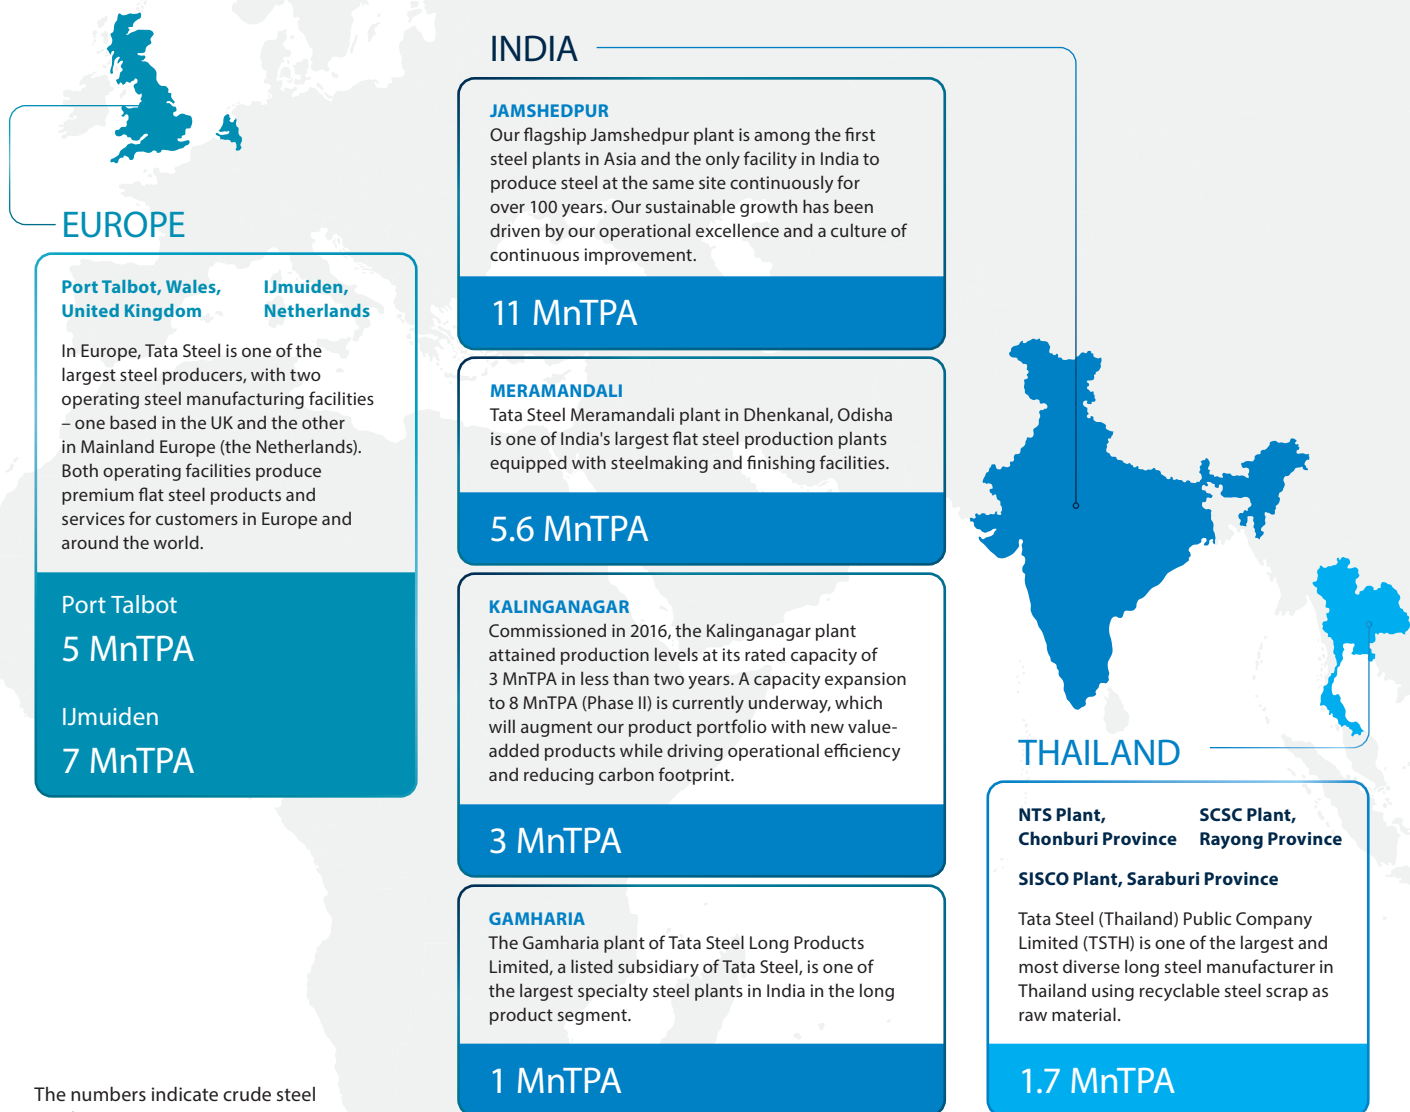 EUROPE
Port Talbot, Wales,
United Kingdom
IJmuiden,
Netherlands
In Europe, Tata Steel is one of the
largest steel producers, with two
operating steel manufacturing facilities
– one based in the UK and the other
in Mainland Europe (the Netherlands).
Both operating facilities produce
premium flat steel products and
services for customers in Europe and
around the world.
Port Talbot
5 MnTPA
IJmuiden
7 MnTPA
The numbers indicate crude steel
INDIA
JAMSHEDPUR
Our flagship Jamshedpur plant is among the first
steel plants in Asia and the only facility in India to
produce steel at the same site continuously for
over 100 years. Our sustainable growth has been
driven by our operational excellence and a culture of
continuous improvement.
11 MnTPA
MERAMANDALI
Tata Steel Meramandali plant in Dhenkanal, Odisha
is one of India's largest flat steel production plants
equipped with steelmaking and finishing facilities.
5.6 MnTPA
KALINGANAGAR
Commissioned in 2016, the Kalinganagar plant
attained production levels at its rated capacity of
3 MnTPA in less than two years. A capacity expansion
to 8 MnTPA (Phase II) is currently underway, which
will augment our product portfolio with new value-
added products while driving operational efficiency
and reducing carbon footprint.
3 MnTPA
GAMHARIA
The Gamharia plant of Tata Steel Long Products
Limited, a listed subsidiary of Tata Steel, is one of
the largest specialty steel plants in India in the long
product segment.
1 MnTPA
THAILAND
NTS Plant,
Chonburi Province
SCSC Plant,
Rayong Province
SISCO Plant, Saraburi Province
Tata Steel (Thailand) Public Company
Limited (TSTH) is one of the largest and
most diverse long steel manufacturer in
Thailand using recyclable steel scrap as
raw material.
1.7 MnTPA